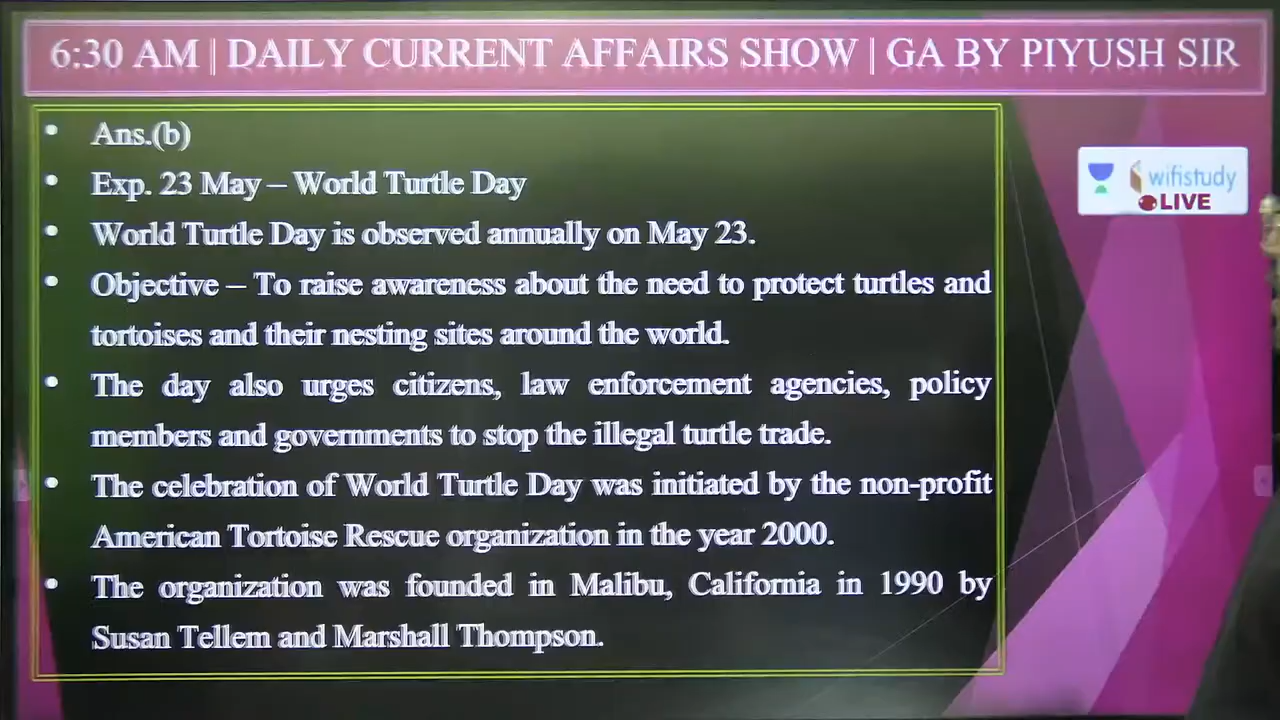 6:30 AM | DAILY CURRENT AFFAIRS SHOW | GA BY PIYUSH SIR
• Ans.(b)
• Exp. 23 May – World Turtle Day
• World Turtle Day is observed annually on May 23.
• Objective – To raise awareness about the need to protect turtles and
tortoises and their nesting sites around the world.
• The day also urges citizens, law enforcement agencies, policy
members and governments to stop the illegal turtle trade.
• The celebration of World Turtle Day was initiated by the non-profit
American Tortoise Rescue organization in the year 2000.
• The organization was founded in Malibu, California in 1990 by
Susan Tellem and Marshall Thompson.
wifistudy
LIVE